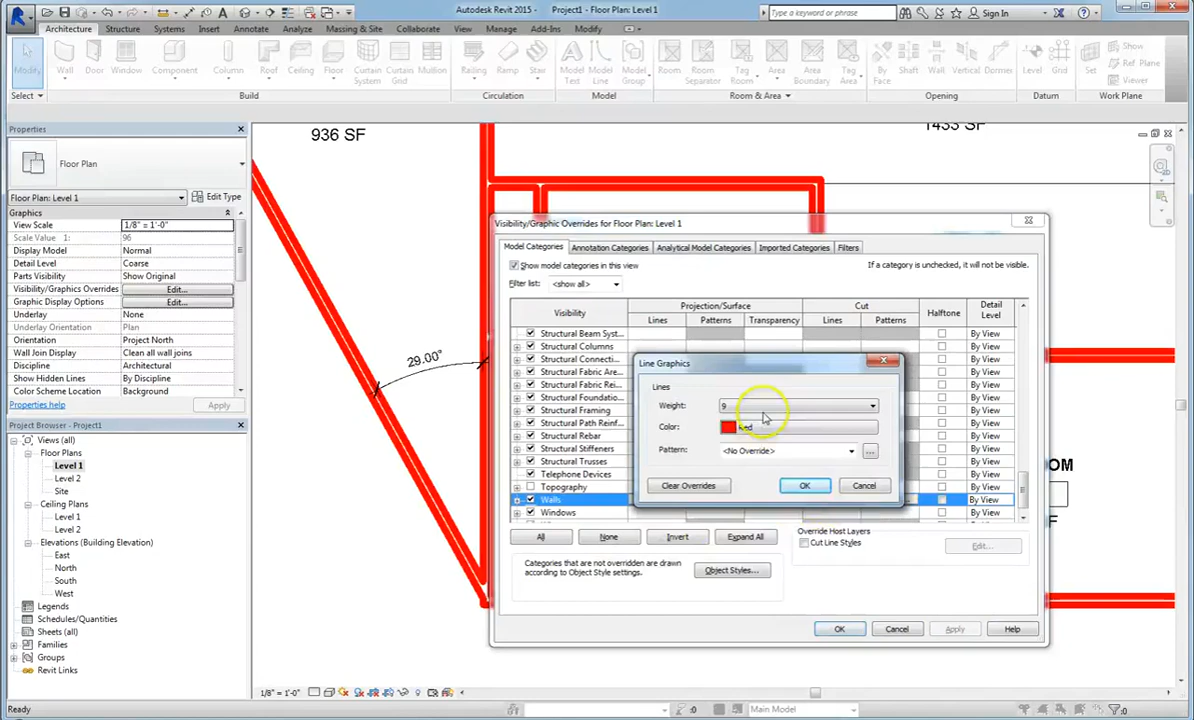 Autodesk Revit 2015 - Project1 - Floor Plan: Level 1
Type a keyword or phrase
Sign In
Architecture Structure Systems Insert Annotate Analyze Massing & Site Collaborate View Manage Add-Ins Modify
Modify Wall Door Window Component Column Roof Ceiling Floor Curtain System Curtain Grid Mullion Railing Ramp Stair Model Text Model Line Model Group Room Room Separator Tag Room Area Area Boundary Tag Area By Face Shaft Wall Vertical Dormer Level Grid Set Show Ref Plane Viewer
Select Build Circulation Model Room & Area Opening Datum Work Plane
Properties
Floor Plan
Floor Plan: Level 1 Edit Type
Graphics
View Scale 1/8" = 1'-0"
Scale Value 1: 96
Display Model Normal
Detail Level Coarse
Parts Visibility Show Original
Visibility/Graphics Overrides Edit...
Graphic Display Options Edit...
Underlay None
Underlay Orientation Plan
Orientation Project North
Wall Join Display Clean all wall joins
Discipline Architectural
Show Hidden Lines By Discipline
Color Scheme Location Background
Properties help Apply
Project Browser - Project1
Views (all)
Floor Plans
Level 1
Level 2
Site
Ceiling Plans
Level 1
Level 2
Elevations (Building Elevation)
East
North
South
West
Legends
Schedules/Quantities
Sheets (all)
Families
Groups
Revit Links
936 SF
1433 SF
29.00°
OM
F
Visibility/Graphic Overrides for Floor Plan: Level 1
Model Categories Annotation Categories Analytical Model Categories Imported Categories Filters
Show model categories in this view
If a category is unchecked, it will not be visible.
Filter list: <show all>
Visibility Projection/Surface Cut Halftone Detail Level
Lines Patterns Transparency Lines Patterns
Structural Beam Syst... By View
Structural Columns By View
Structural Connecti... By View
Structural Fabric Are... By View
Structural Fabric Rei... By View
Structural Foundatio... By View
Structural Framing By View
Structural Path Reinf... By View
Structural Rebar By View
Structural Stiffeners By View
Structural Trusses By View
Telephone Devices By View
Topography By View
Walls By View
Windows By View
Line Graphics
Lines
Weight: 9
Color: Red
Pattern: <No Override> ...
Clear Overrides OK Cancel
All None Invert Expand All
Override Host Layers
Cut Line Styles Edit...
Categories that are not overridden are drawn
according to Object Style settings.
Object Styles...
OK Cancel Apply Help
1/8" = 1'-0"
Ready :0 Main Model :0